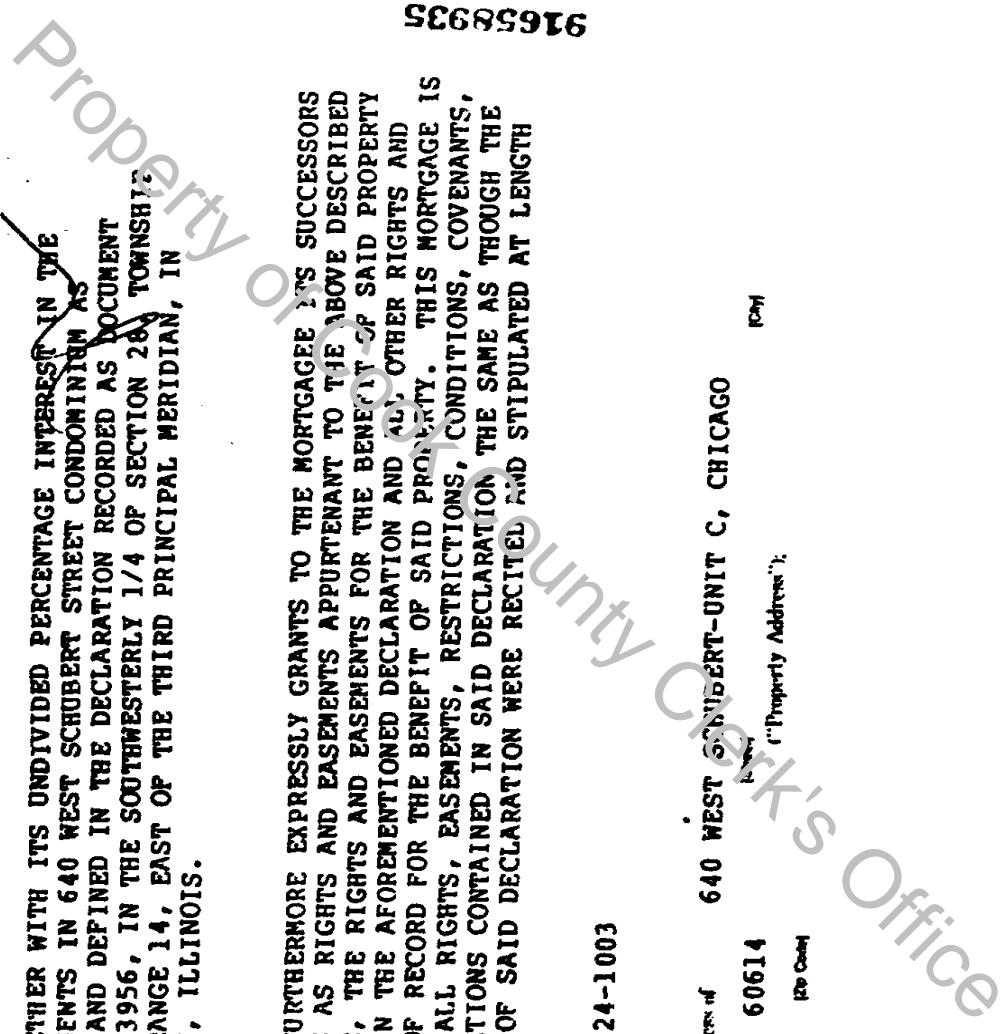 THER WITH ITS UNDIVIDED PERCENTAGE INTEREST IN THE
ENTS IN 640 WEST SCHUBERT STREET CONDOMINIUM AS
AND DEFINED IN THE DECLARATION RECORDED AS DOCUMENT
3956, IN THE SOUTHWESTERLY 1/4 OF SECTION 28, TOWNSHIP
ANGE 14, EAST OF THE THIRD PRINCIPAL MERIDIAN, IN
, ILLINOIS.
URTHERMORE EXPRESSLY GRANTS TO THE MORTGAGEE ITS SUCCESSORS
AS RIGHTS AND EASEMENTS APPURTENANT TO THE ABOVE DESCRIBED
, THE RIGHTS AND EASEMENTS FOR THE BENEFIT OF SAID PROPERTY
N THE AFOREMENTIONED DECLARATION AND ALL OTHER RIGHTS AND
OF RECORD FOR THE BENEFIT OF SAID PROPERTY. THIS MORTGAGE IS
ALL RIGHTS, EASEMENTS, RESTRICTIONS, CONDITIONS, COVENANTS,
TIONS CONTAINED IN SAID DECLARATION THE SAME AS THOUGH THE
OF SAID DECLARATION WERE RECITED AND STIPULATED AT LENGTH
24-1003
of 640 WEST SCHUBERT-UNIT C, CHICAGO
[City]
60614 ("Property Address");
[Zip Code]
91658935
Property of Cook County Clerk's Office